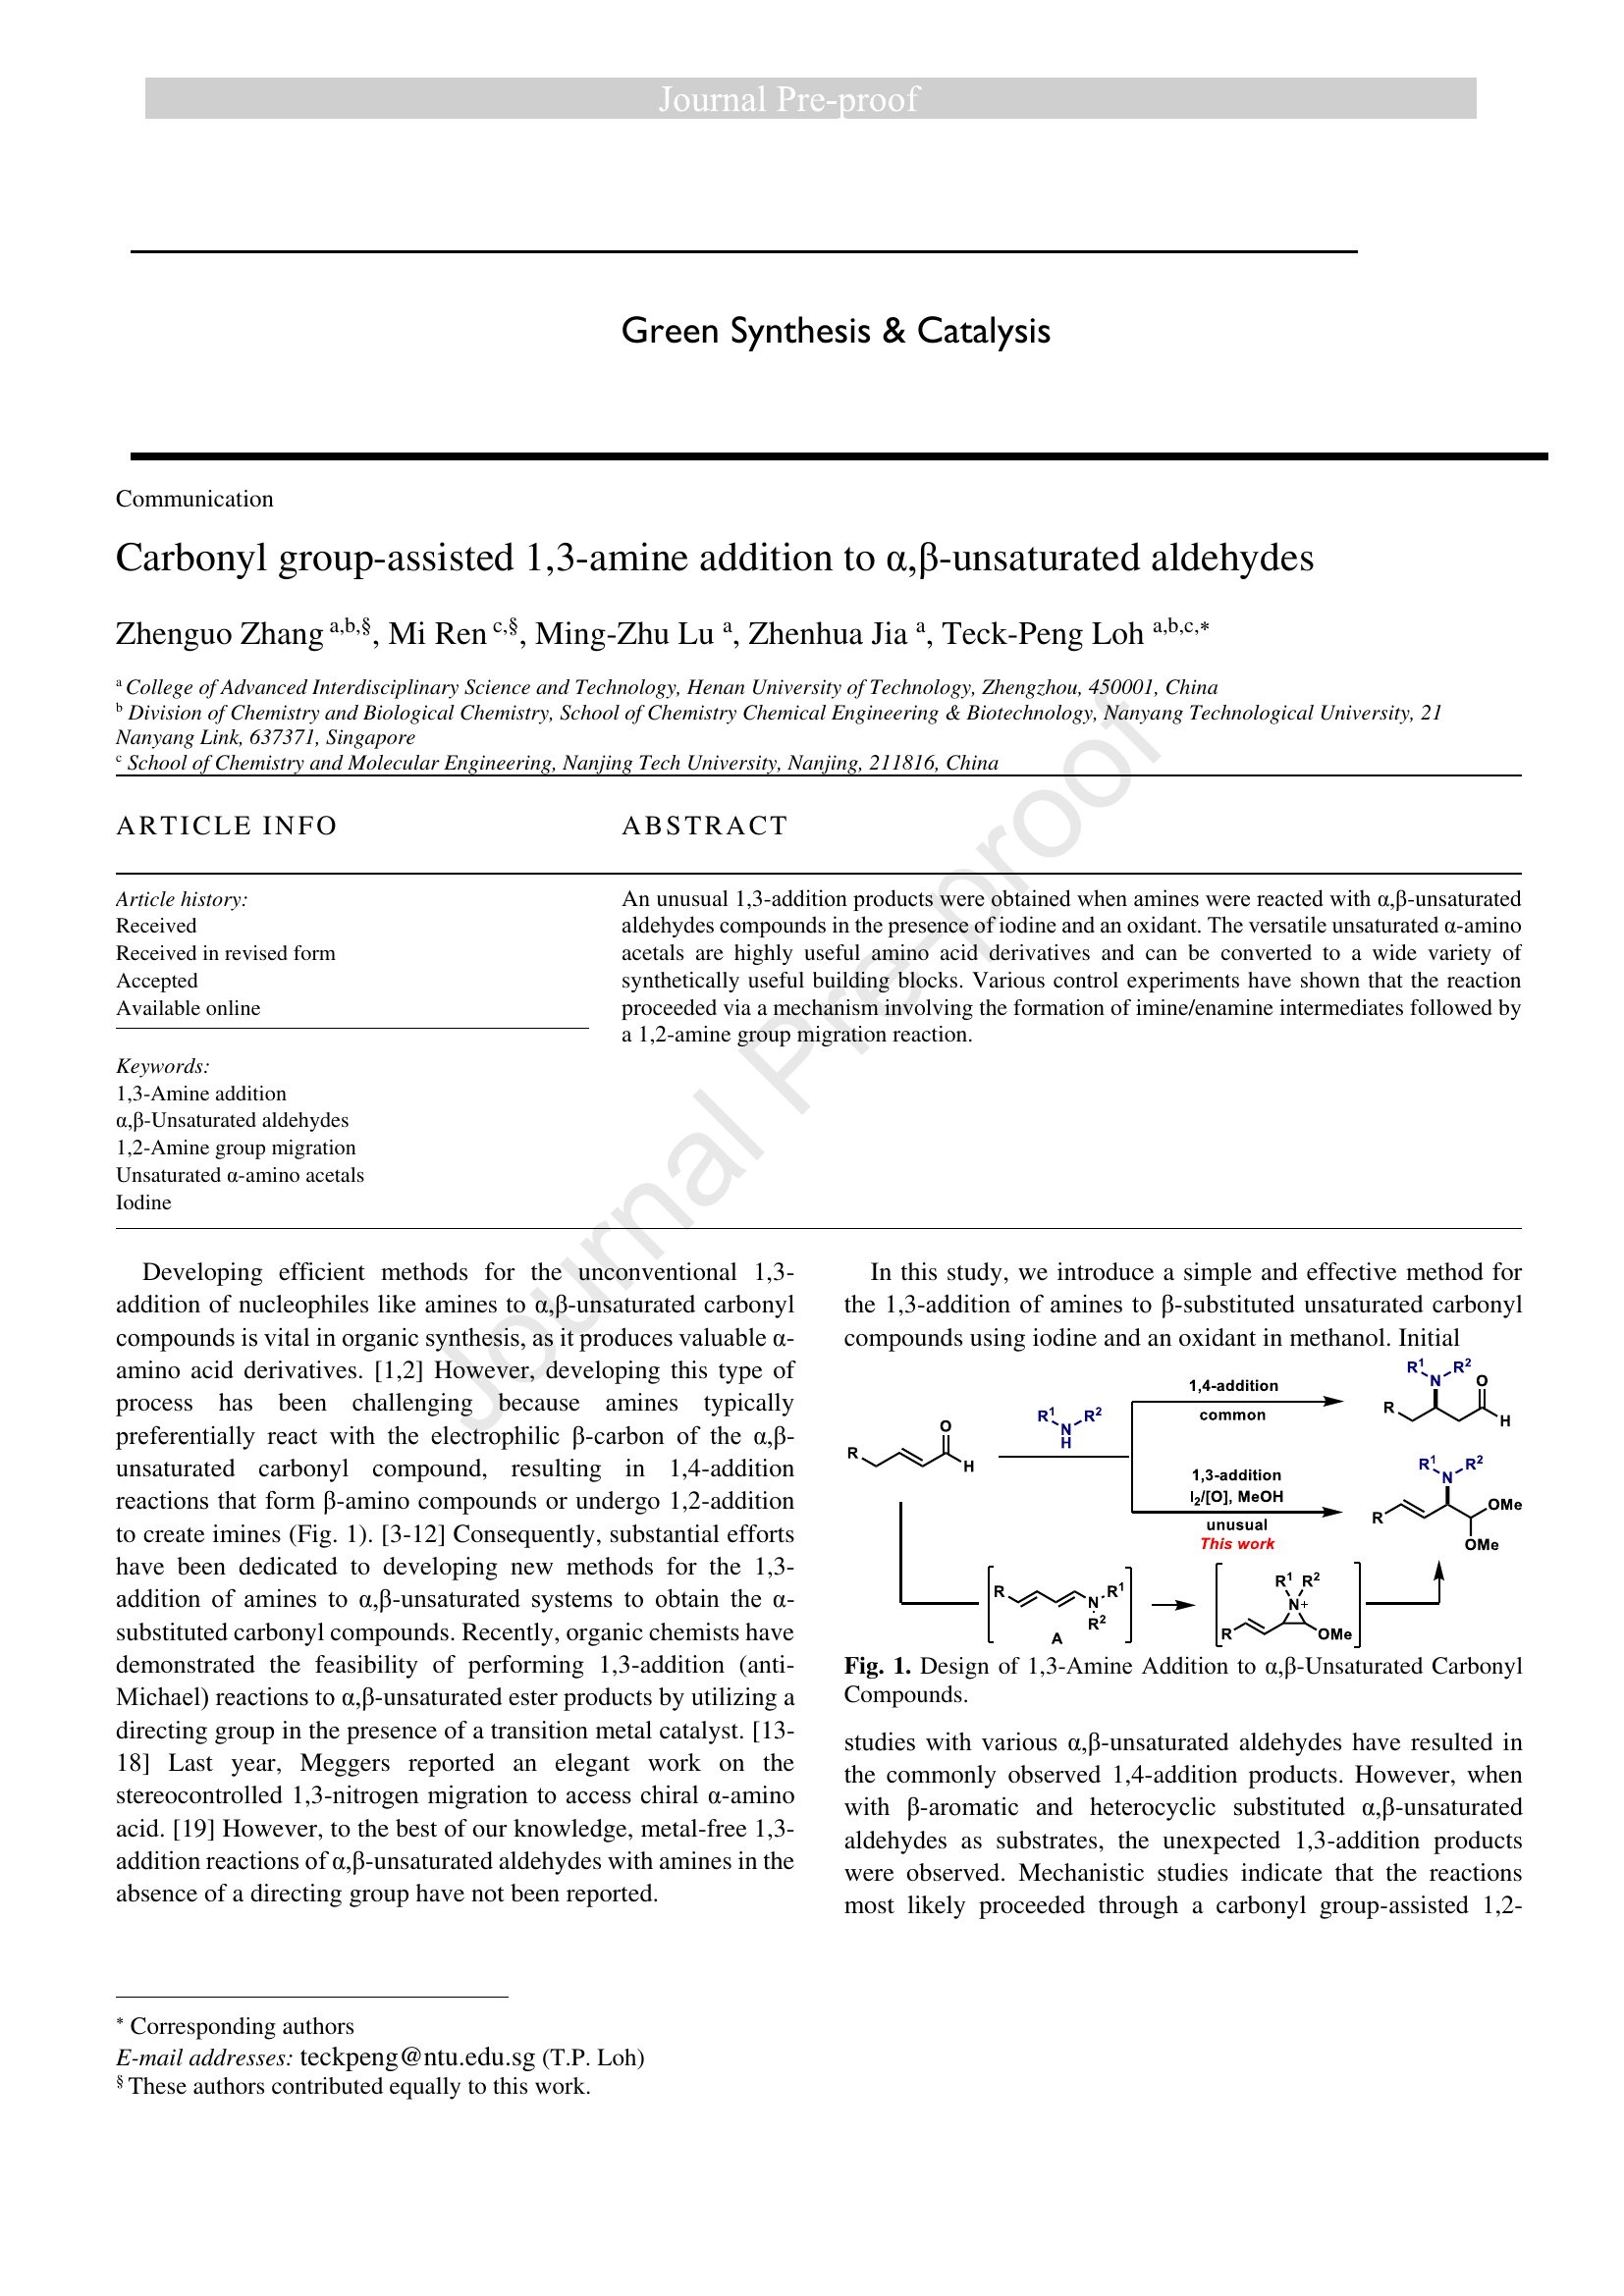 Journal Pre-proof
Green Synthesis & Catalysis
Communication
Carbonyl group-assisted 1,3-amine addition to α,β-unsaturated aldehydes
Zhenguo Zhang a,b,§, Mi Ren c,§, Ming-Zhu Lu a, Zhenhua Jia a, Teck-Peng Loh a,b,c,*
a College of Advanced Interdisciplinary Science and Technology, Henan University of Technology, Zhengzhou, 450001, China
b Division of Chemistry and Biological Chemistry, School of Chemistry Chemical Engineering & Biotechnology, Nanyang Technological University, 21
Nanyang Link, 637371, Singapore
c School of Chemistry and Molecular Engineering, Nanjing Tech University, Nanjing, 211816, China
ARTICLE INFO
Article history:
Received
Received in revised form
Accepted
Available online
Keywords:
1,3-Amine addition
α,β-Unsaturated aldehydes
1,2-Amine group migration
Unsaturated α-amino acetals
Iodine
ABSTRACT
An unusual 1,3-addition products were obtained when amines were reacted with α,β-unsaturated
aldehydes compounds in the presence of iodine and an oxidant. The versatile unsaturated α-amino
acetals are highly useful amino acid derivatives and can be converted to a wide variety of
synthetically useful building blocks. Various control experiments have shown that the reaction
proceeded via a mechanism involving the formation of imine/enamine intermediates followed by
a 1,2-amine group migration reaction.
Developing efficient methods for the unconventional 1,3-
addition of nucleophiles like amines to α,β-unsaturated carbonyl
compounds is vital in organic synthesis, as it produces valuable α-
amino acid derivatives. [1,2] However, developing this type of
process has been challenging because amines typically
preferentially react with the electrophilic β-carbon of the α,β-
unsaturated carbonyl compound, resulting in 1,4-addition
reactions that form β-amino compounds or undergo 1,2-addition
to create imines (Fig. 1). [3-12] Consequently, substantial efforts
have been dedicated to developing new methods for the 1,3-
addition of amines to α,β-unsaturated systems to obtain the α-
substituted carbonyl compounds. Recently, organic chemists have
demonstrated the feasibility of performing 1,3-addition (anti-
Michael) reactions to α,β-unsaturated ester products by utilizing a
directing group in the presence of a transition metal catalyst. [13-
18] Last year, Meggers reported an elegant work on the
stereocontrolled 1,3-nitrogen migration to access chiral α-amino
acid. [19] However, to the best of our knowledge, metal-free 1,3-
addition reactions of α,β-unsaturated aldehydes with amines in the
absence of a directing group have not been reported.
In this study, we introduce a simple and effective method for
the 1,3-addition of amines to β-substituted unsaturated carbonyl
compounds using iodine and an oxidant in methanol. Initial
R O H
R1 N R2
H
1,4-addition
common
R1 N R2
R O H
1,3-addition
I2/[O], MeOH
unusual
This work
R1 N R2
R OMe
OMe
R N R1
R2
A
R1 R2
N+
R OMe
Fig. 1. Design of 1,3-Amine Addition to α,β-Unsaturated Carbonyl
Compounds.
studies with various α,β-unsaturated aldehydes have resulted in
the commonly observed 1,4-addition products. However, when
with β-aromatic and heterocyclic substituted α,β-unsaturated
aldehydes as substrates, the unexpected 1,3-addition products
were observed. Mechanistic studies indicate that the reactions
most likely proceeded through a carbonyl group-assisted 1,2-
* Corresponding authors
E-mail addresses: teckpeng@ntu.edu.sg (T.P. Loh)
§ These authors contributed equally to this work.
Journal Pre-proof